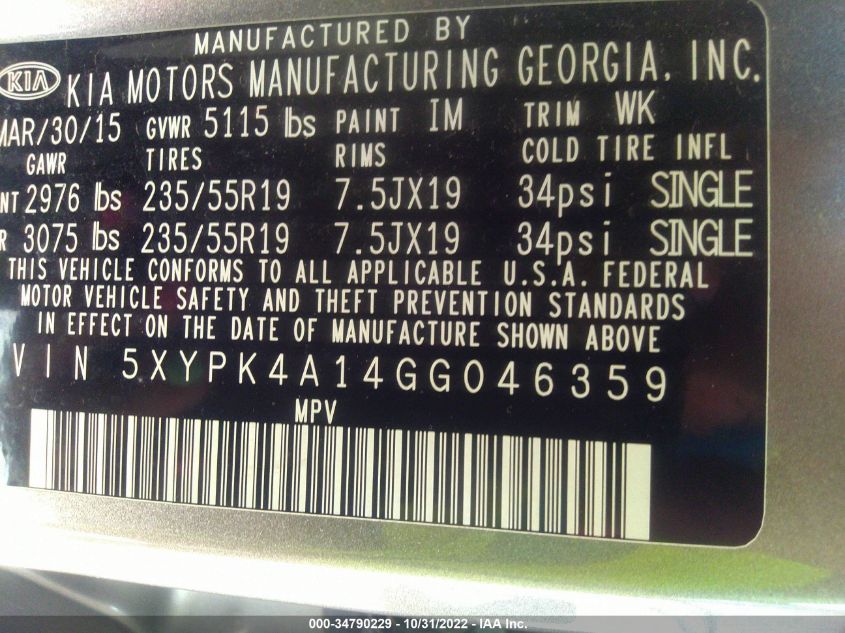 MANUFACTURED BY
KIA KIA MOTORS MANUFACTURING GEORGIA, INC.
MAR/30/15 GVWR 5115 lbs PAINT IM TRIM WK
GAWR TIRES RIMS COLD TIRE INFL
NT 2976 lbs 235/55R19 7.5JX19 34psi SINGLE
R 3075 lbs 235/55R19 7.5JX19 34psi SINGLE
THIS VEHICLE CONFORMS TO ALL APPLICABLE U.S.A. FEDERAL
MOTOR VEHICLE SAFETY AND THEFT PREVENTION STANDARDS
IN EFFECT ON THE DATE OF MANUFACTURE SHOWN ABOVE
VIN 5XYPK4A14GG046359
MPV
000-34790229 - 10/31/2022 - IAA Inc.